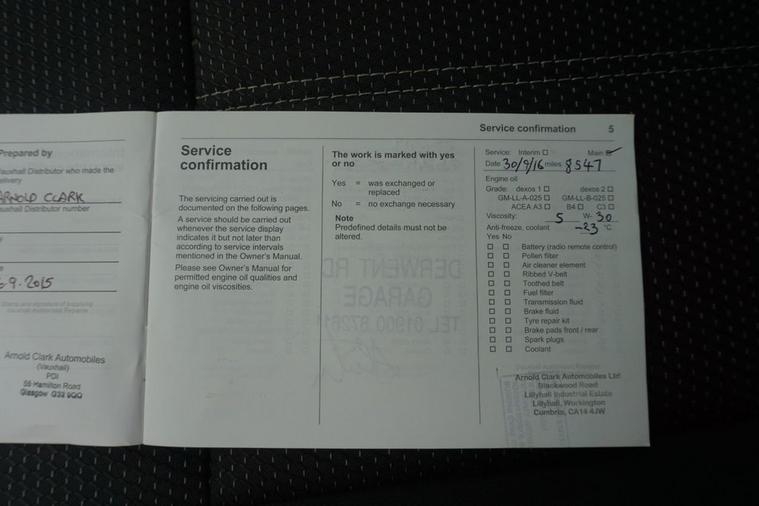 Prepared by
Vauxhall Distributor who made the
delivery
ARNOLD CLARK
Vauxhall Distributor number
9.2015
Arnold Clark Automobiles
(Vauxhall)
PDI
Hamilton Road
Glasgow
Service
confirmation
The servicing carried out is
documented on the following pages.
A service should be carried out
whenever the service display
indicates it but not later than
according to service intervals
mentioned in the Owner's Manual.
Please see Owner's Manual for
permitted engine oil qualities and
engine oil viscosities.
The work is marked with yes
or no
Yes = was exchanged or
replaced
No = no exchange necessary
Note
Predefined details must not be
altered.
DERWENT RD
GARAGE
TEL 01900
Service confirmation 5
Service: Interim Main
Date 30/9/16 miles 8547
Engine oil
Grade: dexos 1 dexos 2
GM-LL-A-025 GM-LL-B-025
ACEA A3 B4 C3
Viscosity: 5 W- 30
Anti-freeze, coolant -23 °C
Yes No
Battery (radio remote control)
Pollen filter
Air cleaner element
Ribbed V-belt
Toothed belt
Fuel filter
Transmission fluid
Brake fluid
Tyre repair kit
Brake pads front / rear
Spark plugs
Coolant
Arnold Clark Automobiles Ltd
Blackwood Road
Lillyhall Industrial Estate
Lillyhall, Workington
Cumbria, CA14 4JW